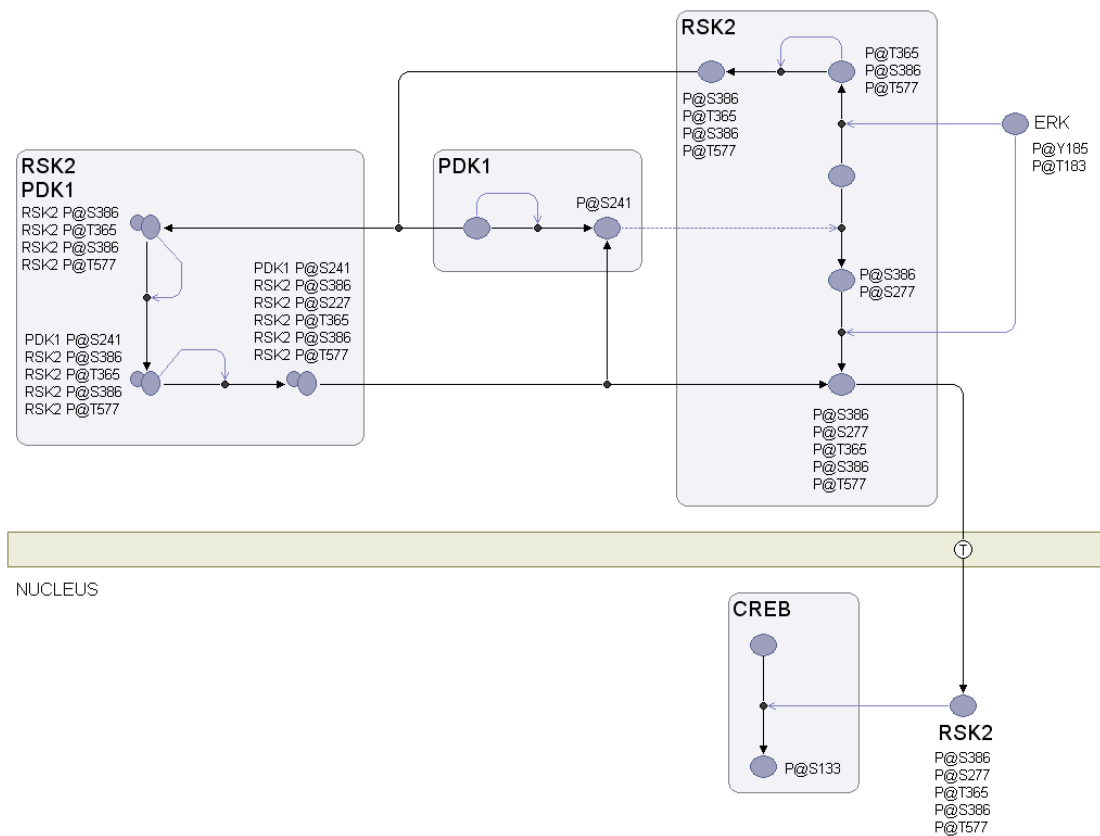 RSK2
P@T365
P@S386
P@T577
P@S386
P@T365
P@S386
P@T577
ERK
P@Y185
P@T183
RSK2
PDK1
RSK2 P@S386
RSK2 P@T365
RSK2 P@S386
RSK2 P@T577
PDK1
P@S241
PDK1 P@S241
RSK2 P@S386
RSK2 P@S227
RSK2 P@T365
RSK2 P@S386
RSK2 P@T577
P@S386
P@S277
PDK1 P@S241
RSK2 P@S386
RSK2 P@T365
RSK2 P@S386
RSK2 P@T577
P@S386
P@S277
P@T365
P@S386
P@T577
T
NUCLEUS
CREB
P@S133
RSK2
P@S386
P@S277
P@T365
P@S386
P@T577